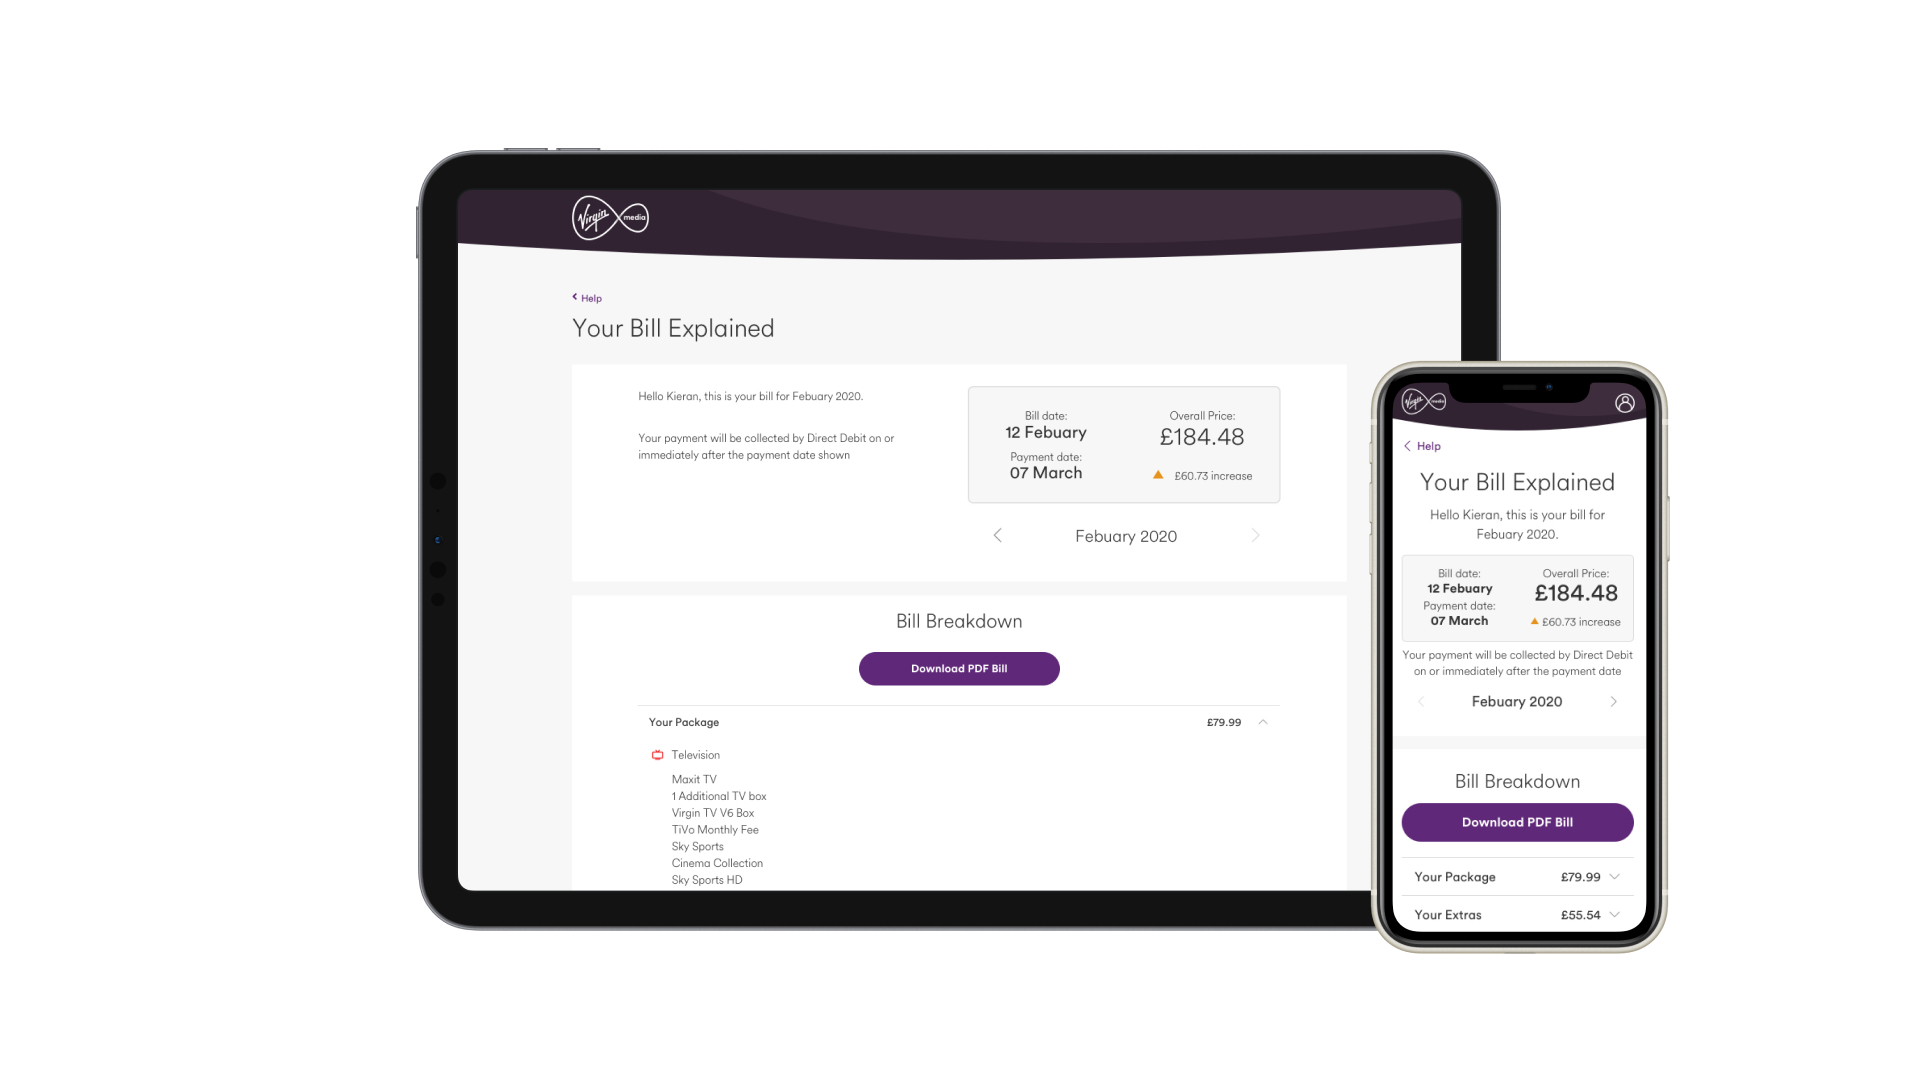 Virgin media
Help
Your Bill Explained
Hello Kieran, this is your bill for Febuary 2020.
Your payment will be collected by Direct Debit on or
immediately after the payment date shown
Bill date:
12 Febuary
Payment date:
07 March
Overall Price:
£184.48
£60.73 increase
Febuary 2020
Bill Breakdown
Download PDF Bill
Your Package £79.99
Television
Maxit TV
1 Additional TV box
Virgin TV V6 Box
TiVo Monthly Fee
Sky Sports
Cinema Collection
Sky Sports HD
Virgin media
Help
Your Bill Explained
Hello Kieran, this is your bill for
Febuary 2020.
Bill date:
12 Febuary
Payment date:
07 March
Overall Price:
£184.48
£60.73 increase
Your payment will be collected by Direct Debit
on or immediately after the payment date
Febuary 2020
Bill Breakdown
Download PDF Bill
Your Package £79.99
Your Extras £55.54